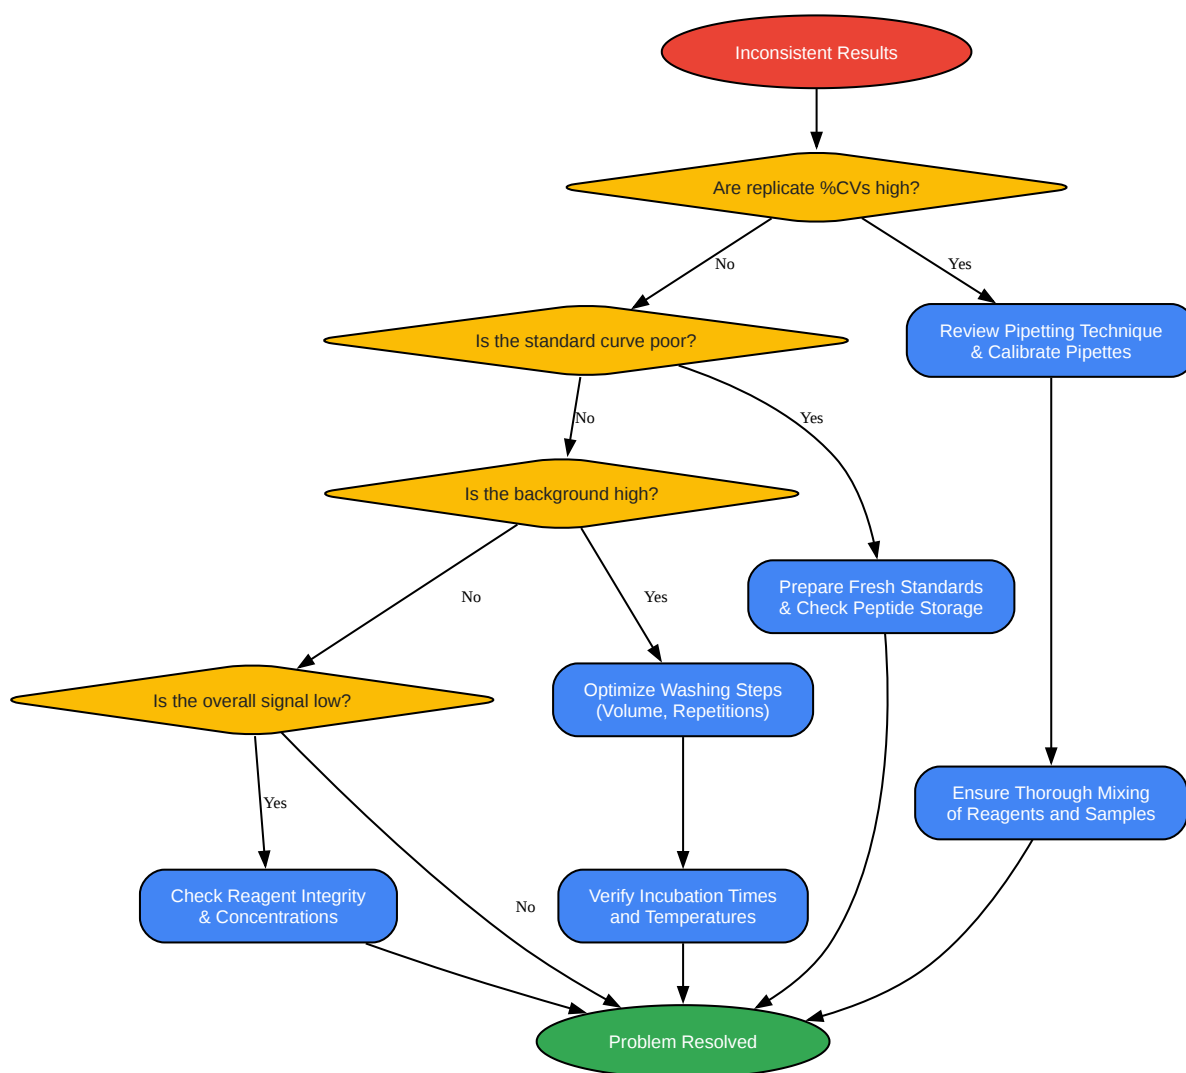 Inconsistent Results
Are replicate %CVs high?
No
Yes
Is the standard curve poor?
Review Pipetting Technique
& Calibrate Pipettes
No
Yes
Is the background high?
Prepare Fresh Standards
& Check Peptide Storage
No
Yes
Is the overall signal low?
Optimize Washing Steps
(Volume, Repetitions)
Ensure Thorough Mixing
of Reagents and Samples
Yes
No
Check Reagent Integrity
& Concentrations
Verify Incubation Times
and Temperatures
Problem Resolved